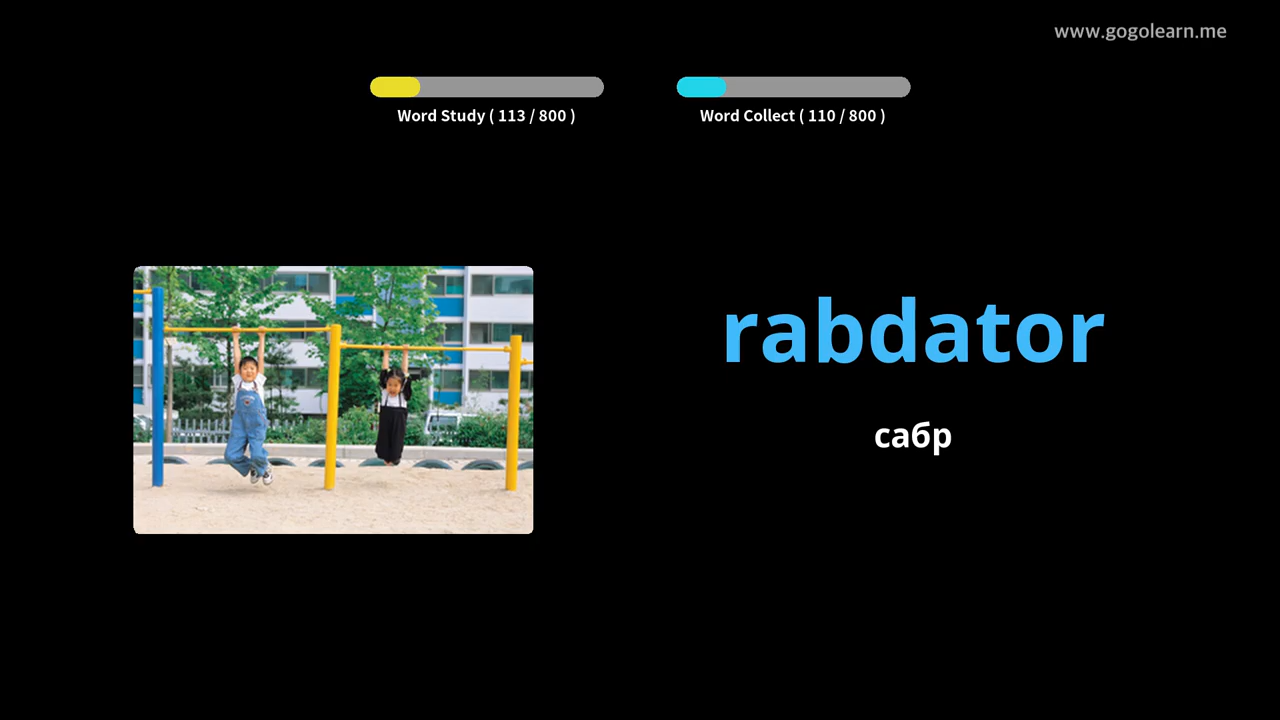 www.gogolearn.me
Word Study ( 113 / 800 )
Word Collect ( 110 / 800 )
rabdator
сабр